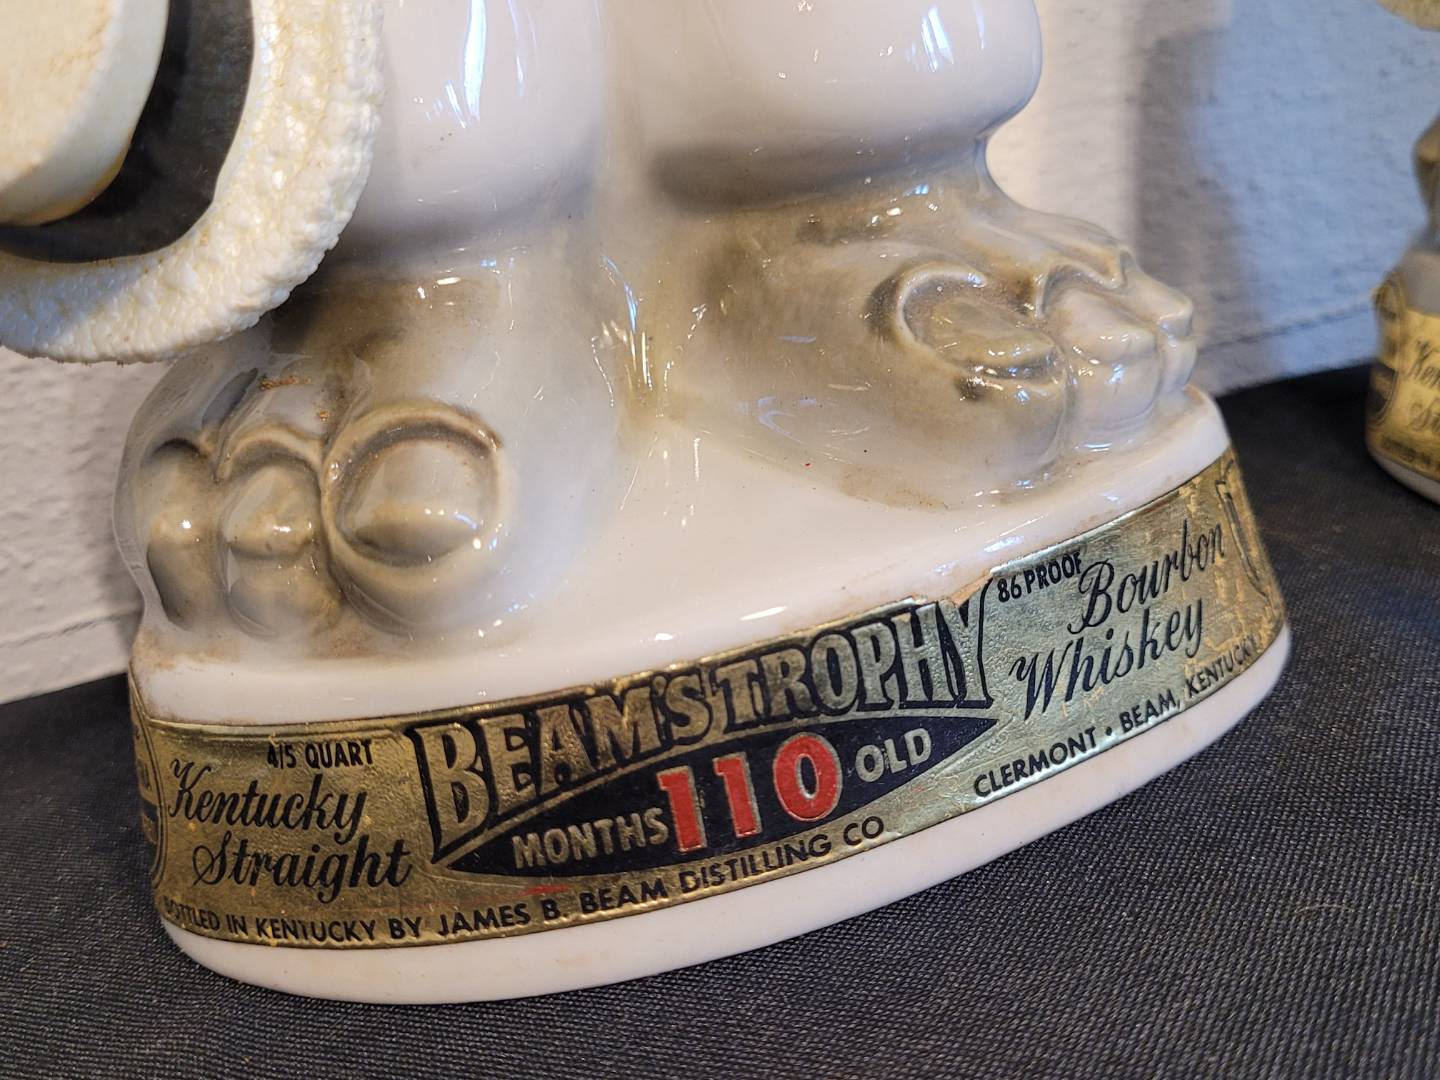 4/5 QUART
Kentucky
Straight
BEAM'S TROPHY
MONTHS 110 OLD
86 PROOF
Bourbon
Whiskey
BOTTLED IN KENTUCKY BY JAMES B. BEAM DISTILLING CO
CLERMONT • BEAM, KENTUCKY